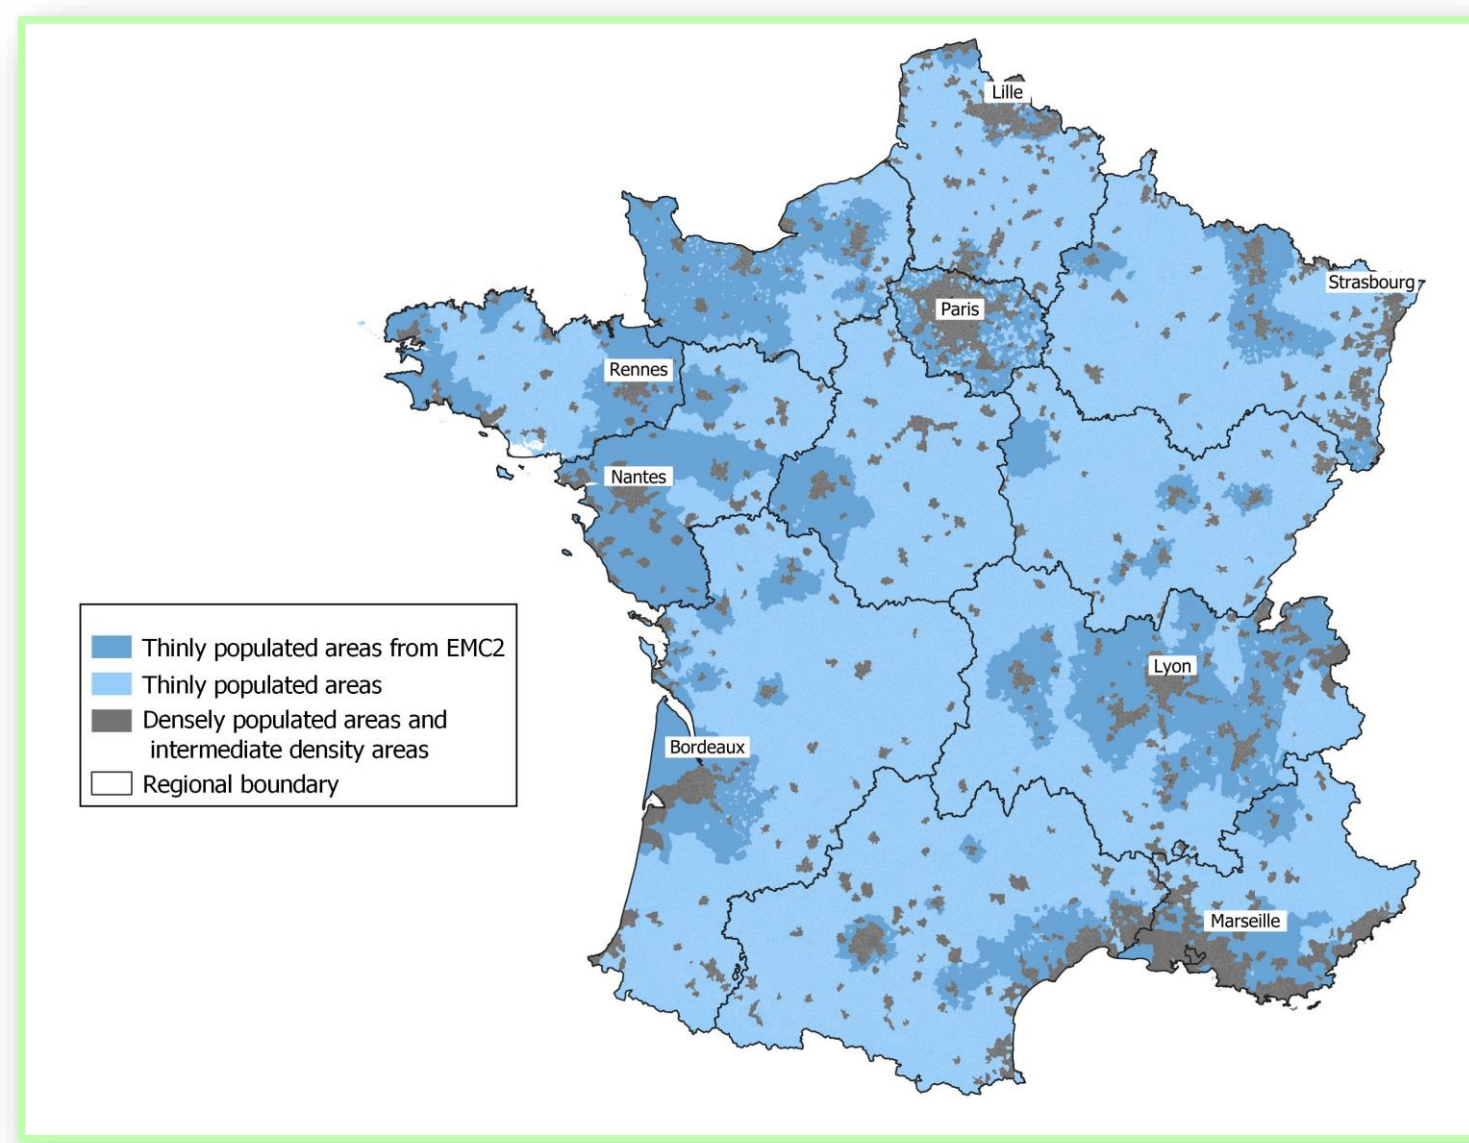 Lille
Strasbourg
Paris
Rennes
Nantes
Lyon
Bordeaux
Marseille
Thinly populated areas from EMC2
Thinly populated areas
Densely populated areas and
intermediate density areas
Regional boundary